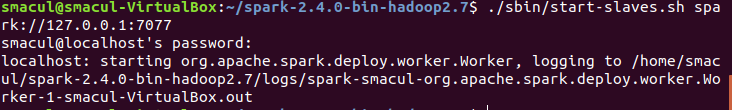 smacul@smacul-VirtualBox:~/spark-2.4.0-bin-hadoop2.7$ ./sbin/start-slaves.sh spa
rk://127.0.0.1:7077
smacul@localhost's password:
localhost: starting org.apache.spark.deploy.worker.Worker, logging to /home/smac
ul/spark-2.4.0-bin-hadoop2.7/logs/spark-smacul-org.apache.spark.deploy.worker.Wo
rker-1-smacul-VirtualBox.out